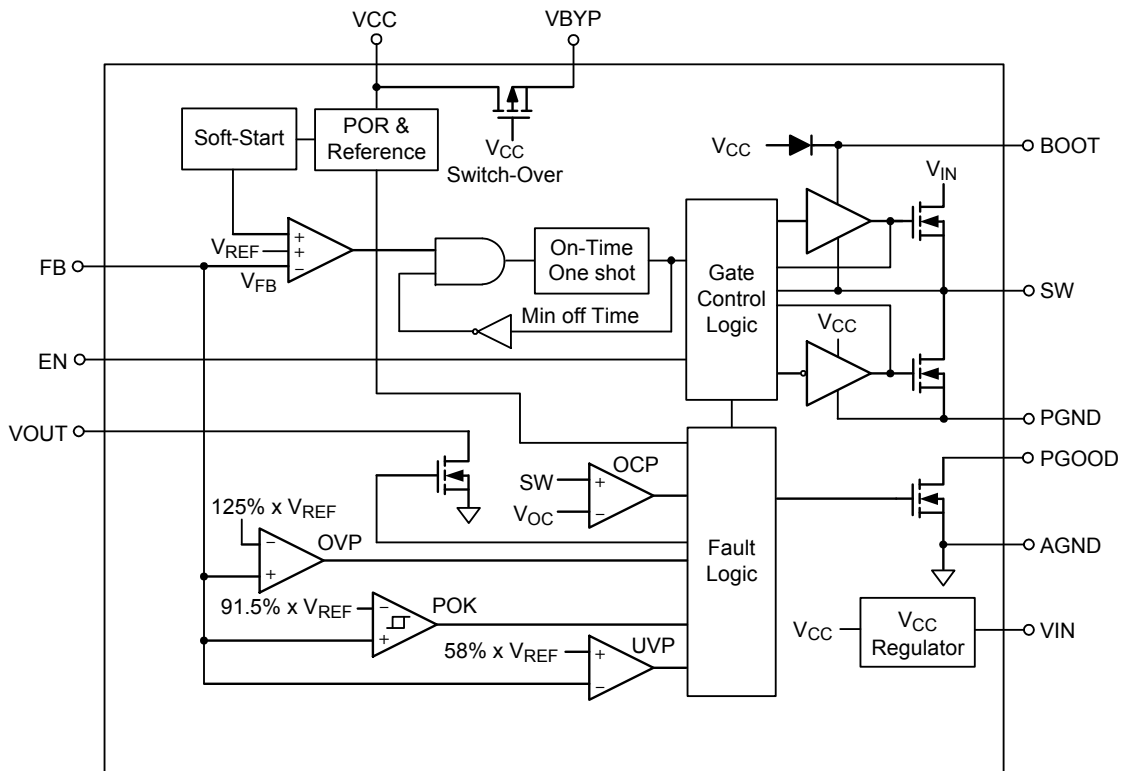 VCC
VBYP
Soft-Start
POR &
Reference
VCC
Switch-Over
VCC
BOOT
VIN
+
VREF
+
FB
−
VFB
On-Time
One shot
Gate
Control
Logic
SW
Min off Time
VCC
EN
PGND
VOUT
PGOOD
OCP
SW
+
VOC
−
125% x VREF
−
OVP
+
Fault
Logic
AGND
91.5% x VREF
−
POK
+
VCC
VCC
Regulator
VIN
58% x VREF
+
UVP
−